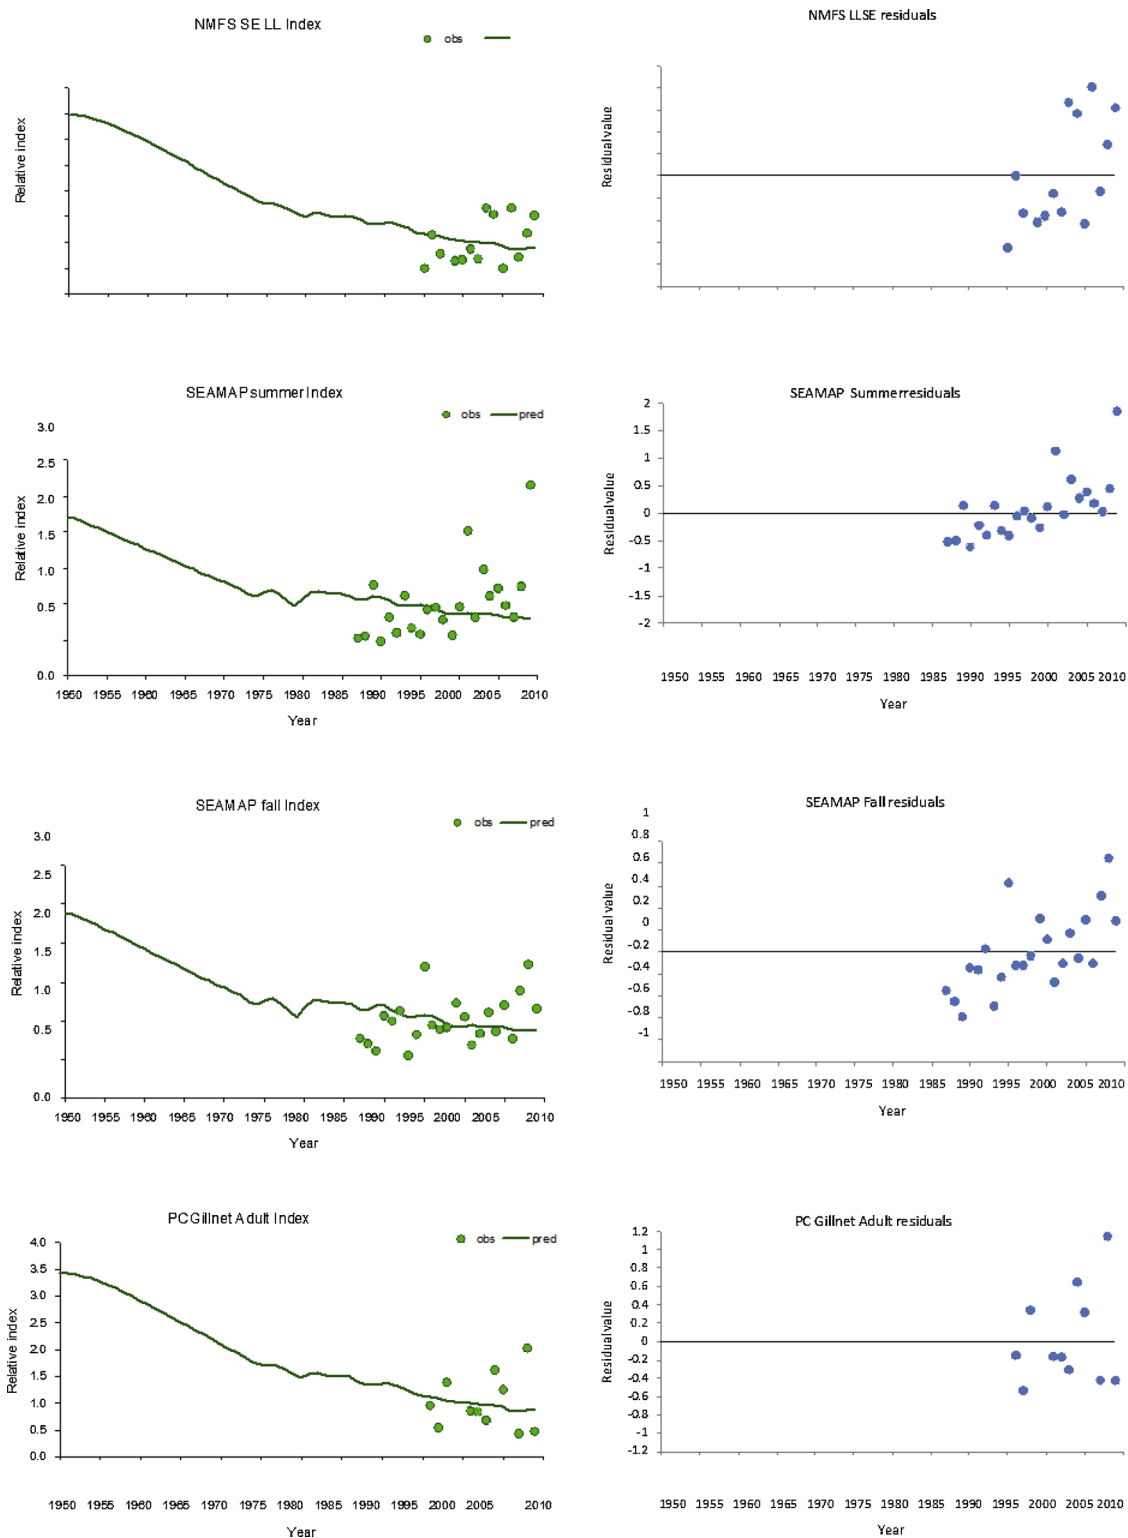 NMFS SE LL Index
obs
Relative index
NMFS LLSE residuals
Residual value
SEAMAP summer Index
obs pred
3.0
2.5
2.0
1.5
1.0
0.5
0.0
Relative index
1950 1955 1960 1965 1970 1975 1980 1985 1990 1995 2000 2005 2010
Year
SEAMAP Summerresiduals
2
1.5
1
0.5
0
-0.5
-1
-1.5
-2
Residual value
1950 1955 1960 1965 1970 1975 1980 1985 1990 1995 2000 2005 2010
Year
SEAMAP fall Index
obs pred
3.0
2.5
2.0
1.5
1.0
0.5
0.0
Relative index
1950 1955 1960 1965 1970 1975 1980 1985 1990 1995 2000 2005 2010
Year
SEAMAP Fall residuals
1
0.8
0.6
0.4
0.2
0
-0.2
-0.4
-0.6
-0.8
-1
Residual value
1950 1955 1960 1965 1970 1975 1980 1985 1990 1995 2000 2005 2010
Year
PC Gillnet Adult Index
obs pred
4.0
3.5
3.0
2.5
2.0
1.5
1.0
0.5
0.0
Relative index
1950 1955 1960 1965 1970 1975 1980 1985 1990 1995 2000 2005 2010
Year
PC Gillnet Adult residuals
1.2
1
0.8
0.6
0.4
0.2
0
-0.2
-0.4
-0.6
-0.8
-1
-1.2
Residual value
1950 1955 1960 1965 1970 1975 1980 1985 1990 1995 2000 2005 2010
Year